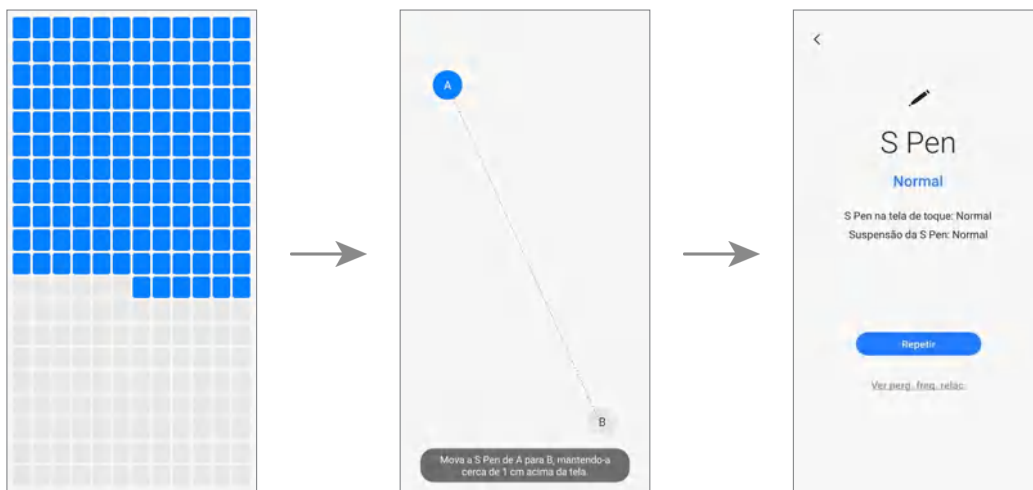 A
B
Mova a S Pen de A para B, mantendo-a
cerca de 1 cm acima da tela.
S Pen
Normal
S Pen na tela de toque: Normal
Suspensão da S Pen: Normal
Repetir
Ver perg. freq. relac.